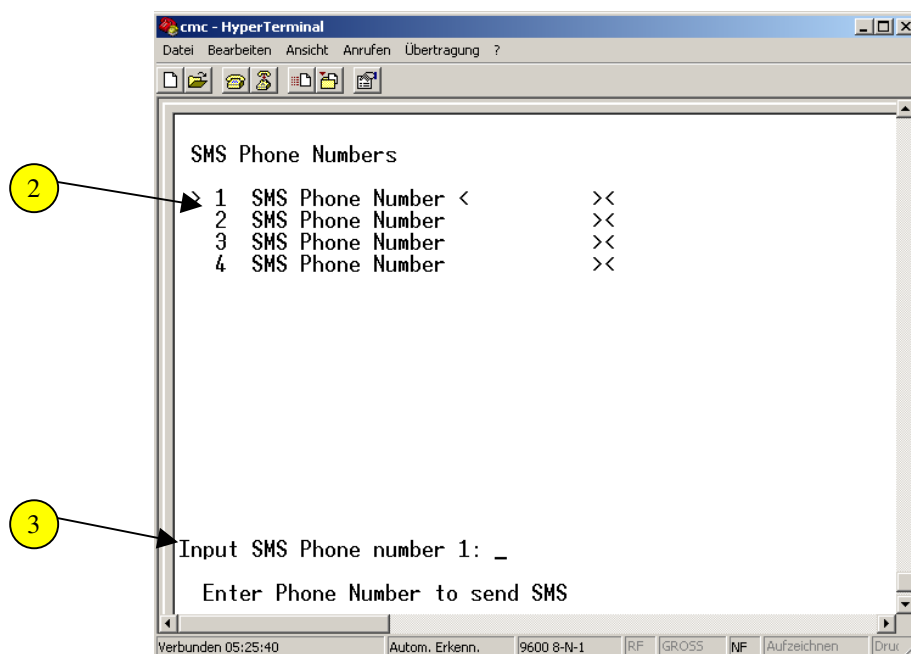 cmc - HyperTerminal
Datei Bearbeiten Ansicht Anrufen Übertragung ?
SMS Phone Numbers
2
> 1 SMS Phone Number < ><
2 SMS Phone Number ><
3 SMS Phone Number ><
4 SMS Phone Number ><
3
Input SMS Phone number 1: _
Enter Phone Number to send SMS
Verbunden 05:25:40 Autom. Erkenn. 9600 8-N-1 RF GROSS NF Aufzeichnen